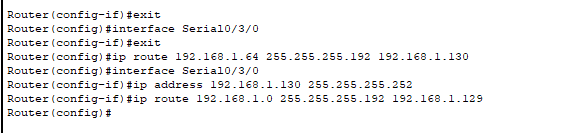 Router(config-if)#exit
Router(config)#interface Serial0/3/0
Router(config-if)#exit
Router(config)#ip route 192.168.1.64 255.255.255.192 192.168.1.130
Router(config)#interface Serial0/3/0
Router(config-if)#ip address 192.168.1.130 255.255.255.252
Router(config-if)#ip route 192.168.1.0 255.255.255.192 192.168.1.129
Router(config)#